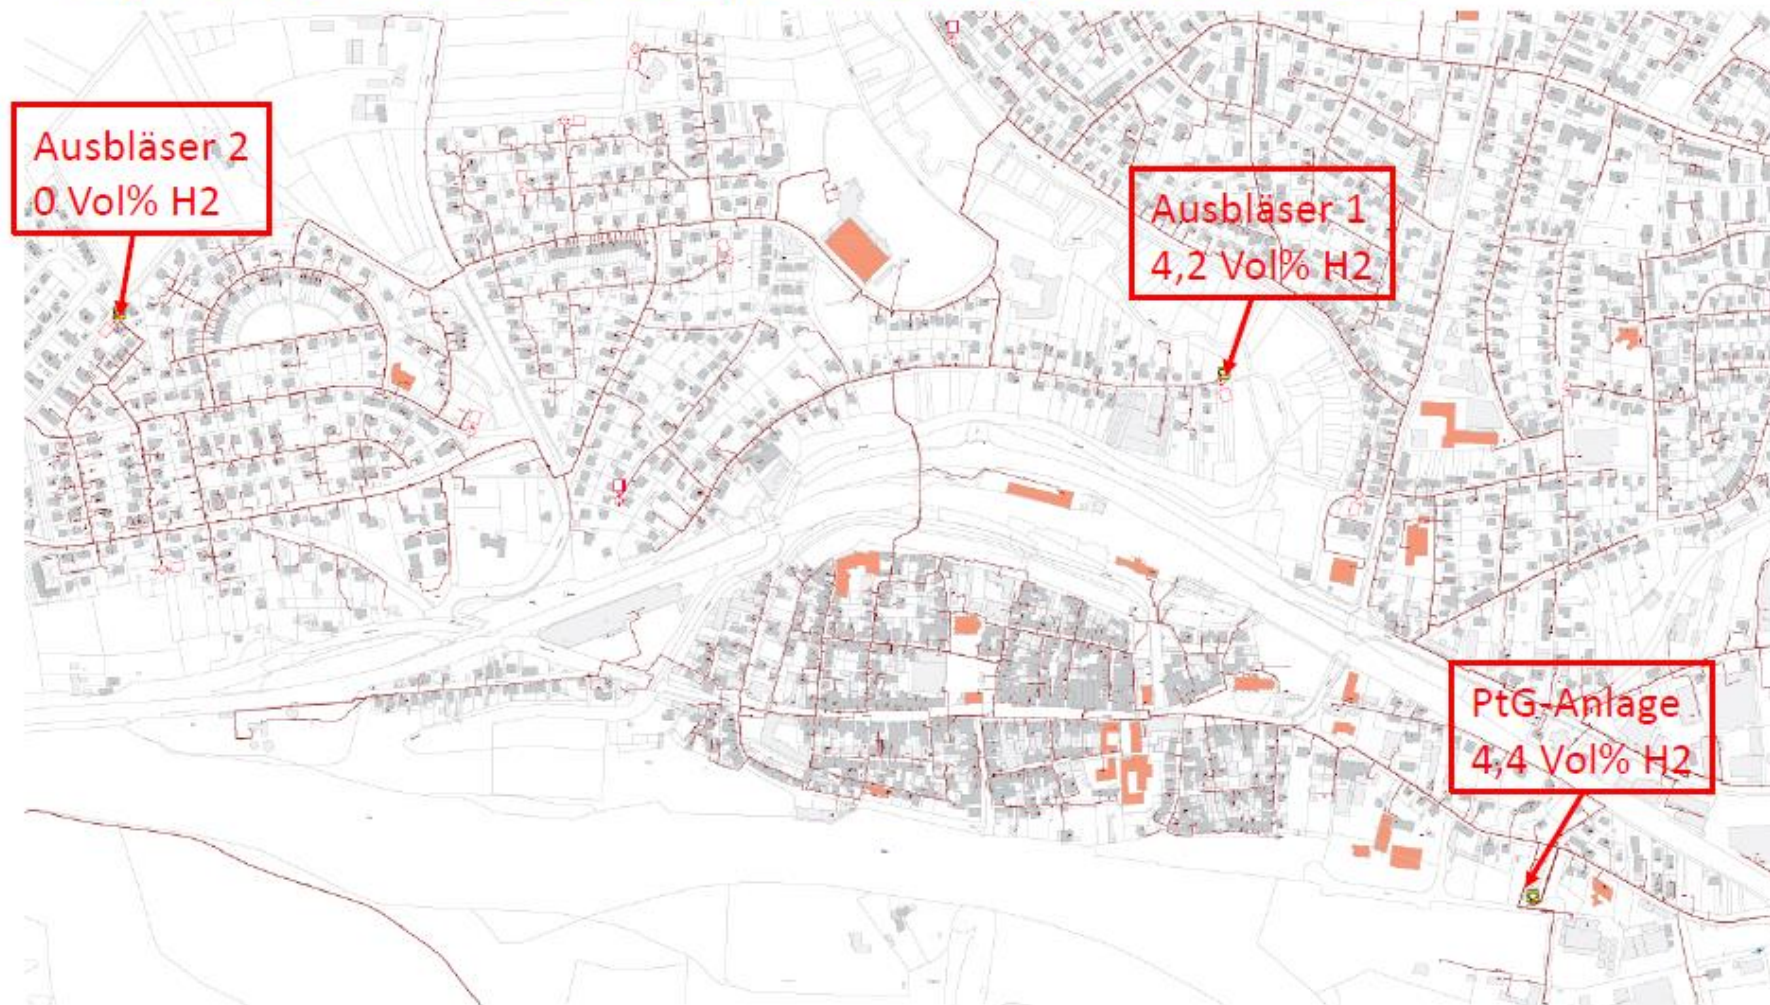 Ausbläser 2
0 Vol% H2
Ausbläser 1
4,2 Vol% H2
PtG-Anlage
4,4 Vol% H2